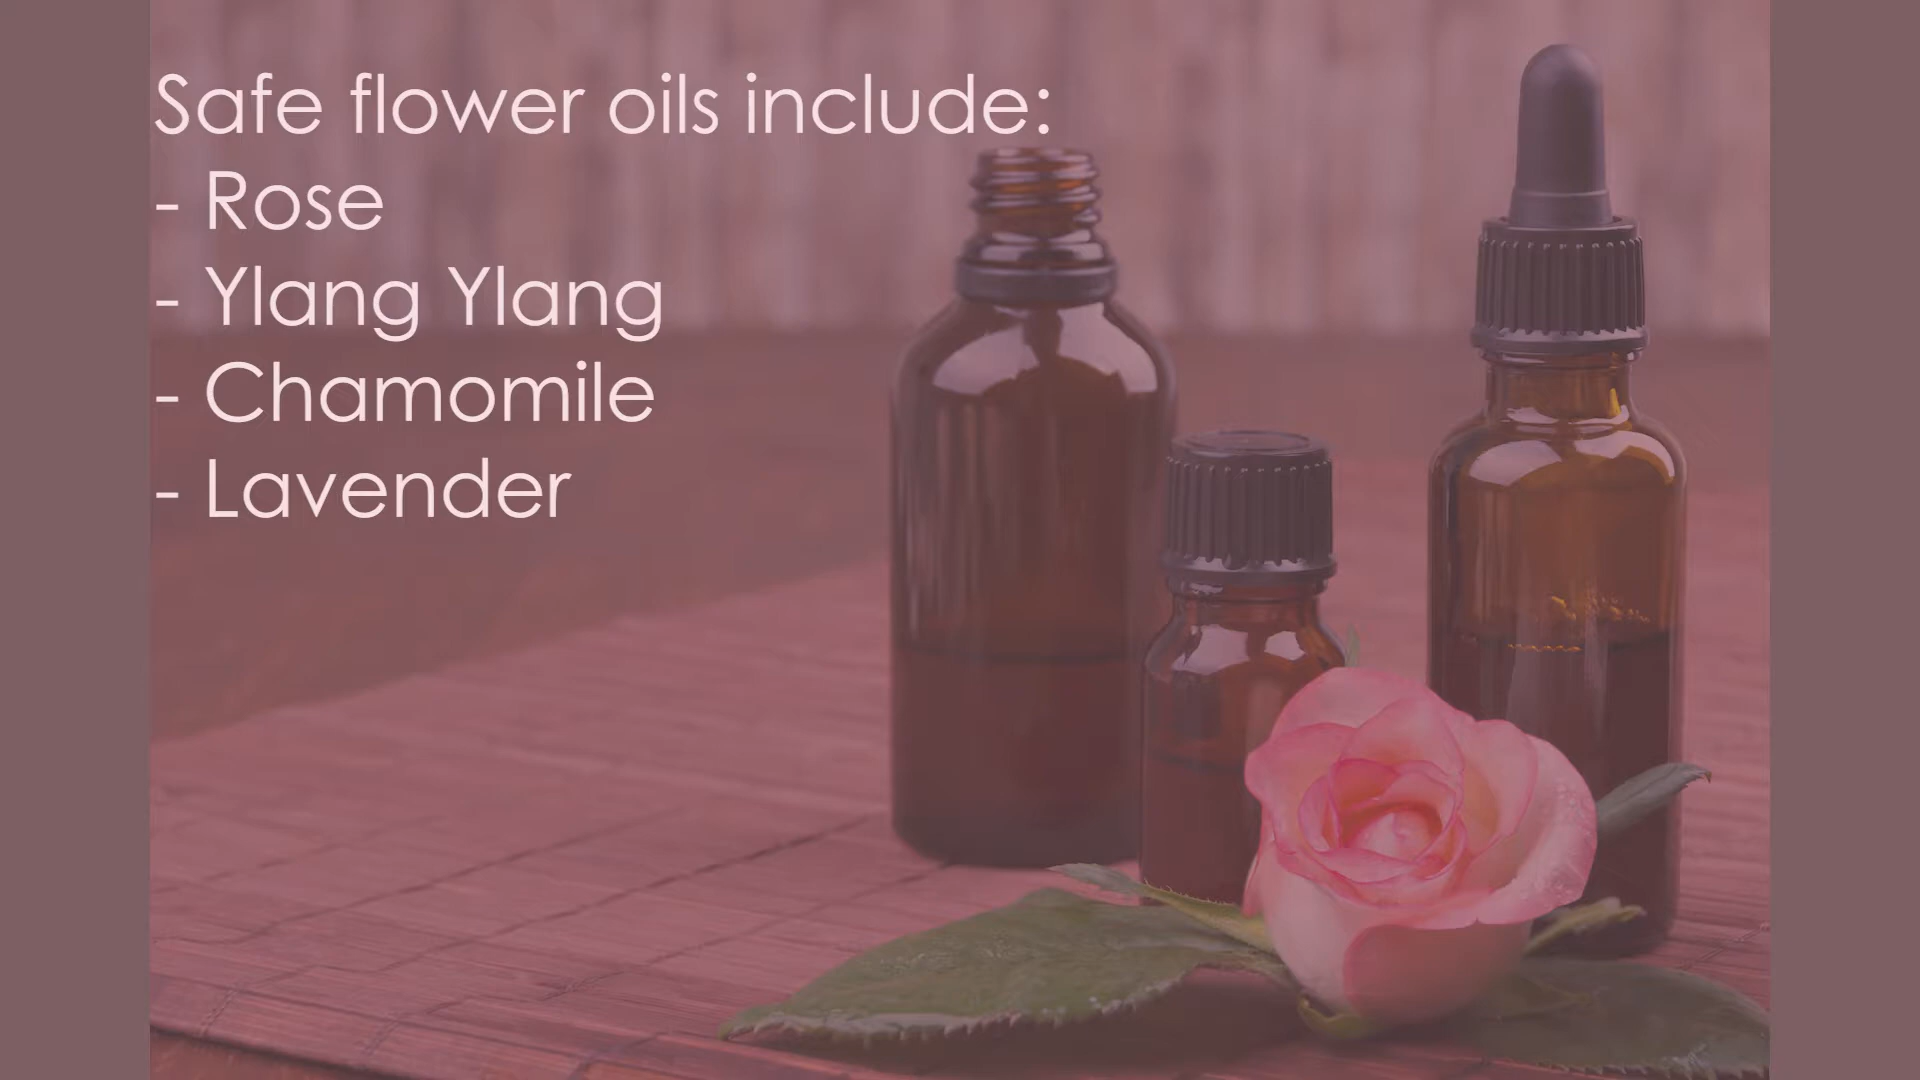 Safe flower oils include:
- Rose
- Ylang Ylang
- Chamomile
- Lavender